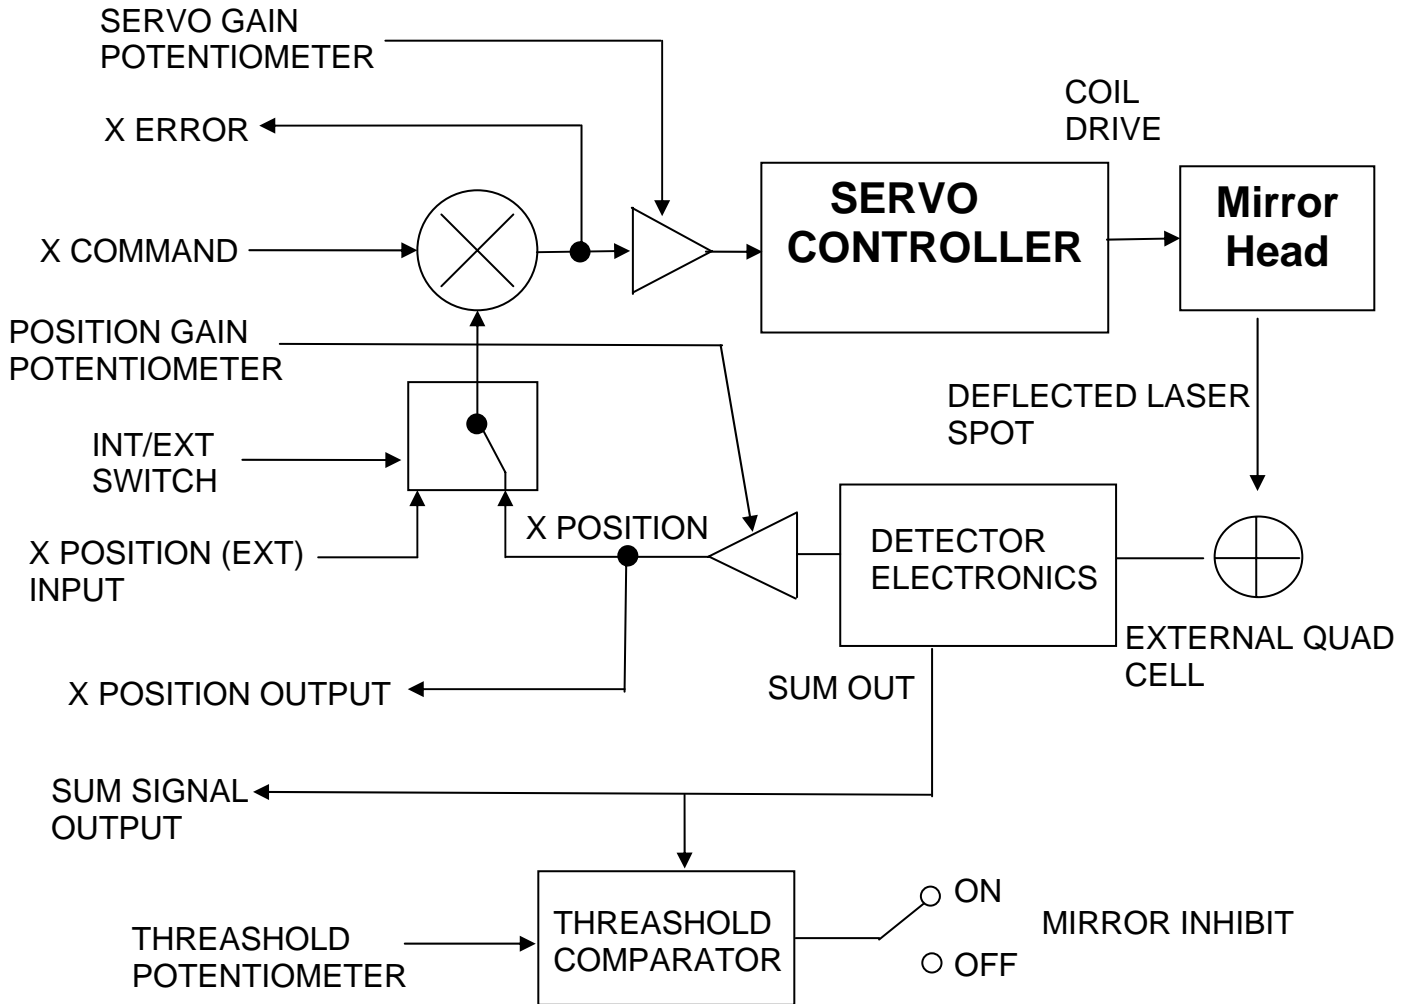 SERVO GAIN
POTENTIOMETER
COIL
DRIVE
X ERROR
SERVO
CONTROLLER
Mirror
Head
X COMMAND
POSITION GAIN
POTENTIOMETER
DEFLECTED LASER
SPOT
INT/EXT
SWITCH
X POSITION
X POSITION (EXT)
INPUT
DETECTOR
ELECTRONICS
EXTERNAL QUAD
CELL
X POSITION OUTPUT
SUM OUT
SUM SIGNAL
OUTPUT
THREASHOLD
POTENTIOMETER
THREASHOLD
COMPARATOR
ON
OFF
MIRROR INHIBIT